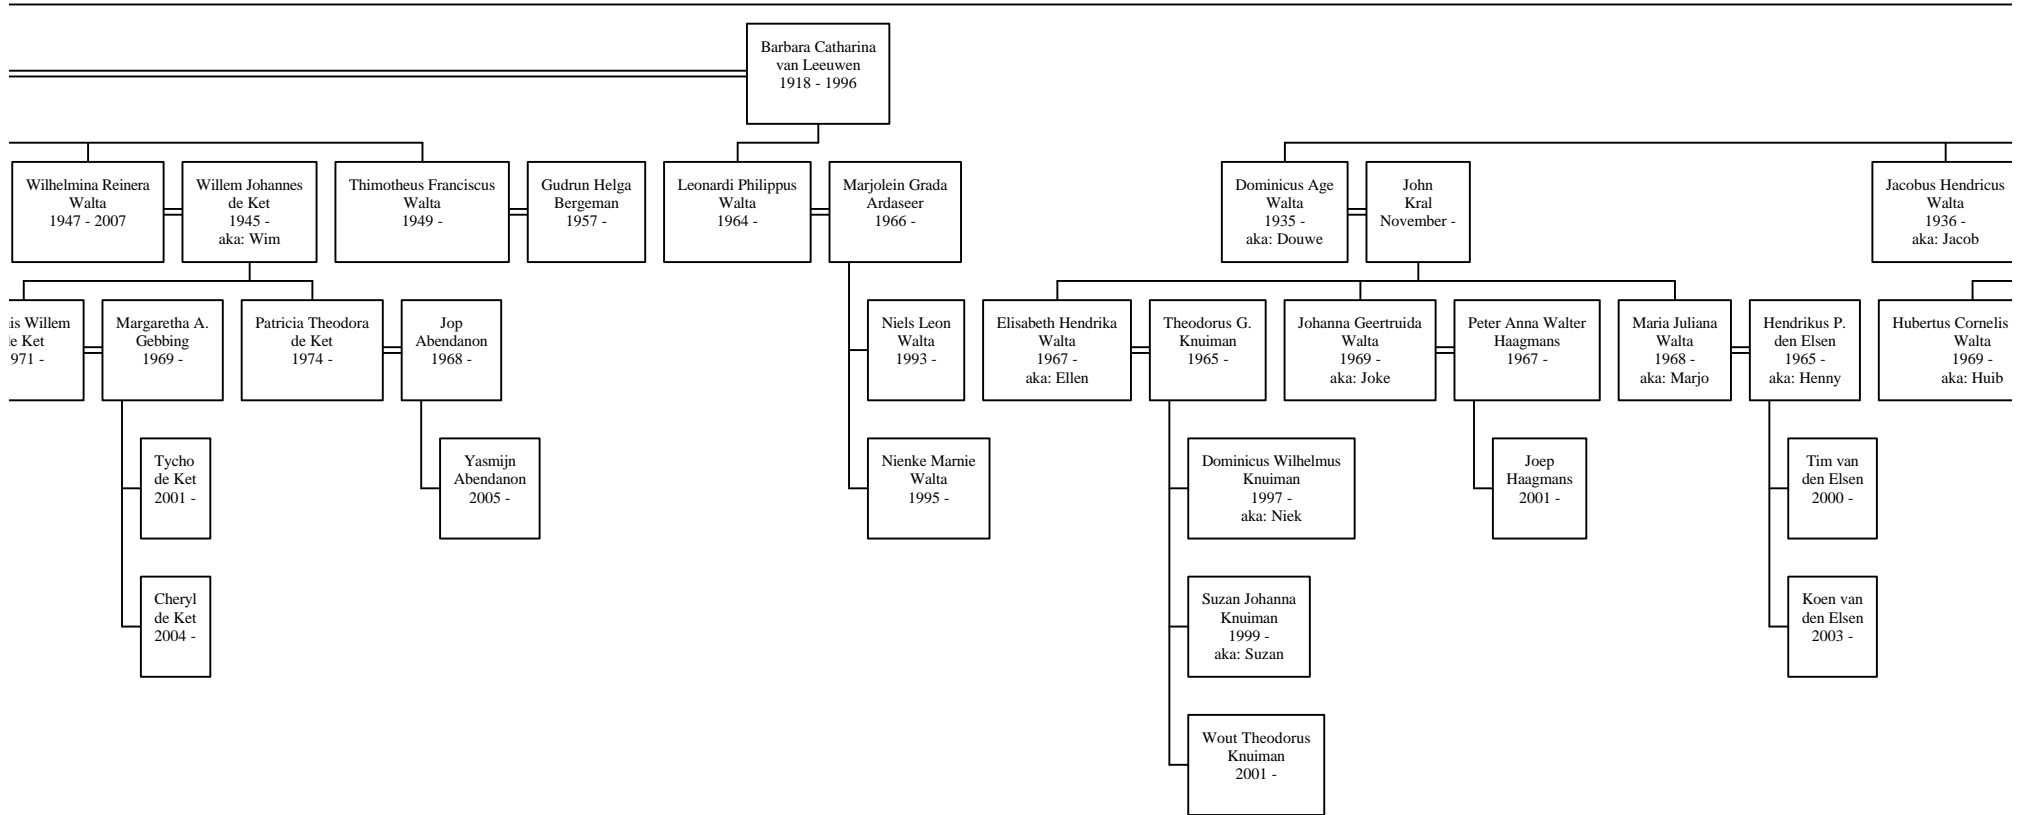 Barbara Catharina
van Leeuwen
1918 - 1996
Wilhelmina Reinera
Walta
1947 - 2007
Willem Johannes
de Ket
1945 -
aka: Wim
Thimotheus Franciscus
Walta
1949 -
Gudrun Helga
Bergeman
1957 -
Leonardi Philippus
Walta
1964 -
Marjolein Grada
Ardaseer
1966 -
Dominicus Age
Walta
1935 -
aka: Douwe
John
Kral
November -
Jacobus Hendricus
Walta
1936 -
aka: Jacob
is Willem
Ket
971 -
Margaretha A.
Gebbing
1969 -
Patricia Theodora
de Ket
1974 -
Jop
Abendanon
1968 -
Niels Leon
Walta
1993 -
Elisabeth Hendrika
Walta
1967 -
aka: Ellen
Theodorus G.
Knuiman
1965 -
Johanna Geertruida
Walta
1969 -
aka: Joke
Peter Anna Walter
Haagmans
1967 -
Maria Juliana
Walta
1968 -
aka: Marjo
Hendrikus P.
den Elsen
1965 -
aka: Henny
Hubertus Cornelis
Walta
1969 -
aka: Huib
Tycho
de Ket
2001 -
Yasmijn
Abendanon
2005 -
Nienke Marnie
Walta
1995 -
Dominicus Wilhelmus
Knuiman
1997 -
aka: Niek
Joep
Haagmans
2001 -
Tim van
den Elsen
2000 -
Cheryl
de Ket
2004 -
Suzan Johanna
Knuiman
1999 -
aka: Suzan
Koen van
den Elsen
2003 -
Wout Theodorus
Knuiman
2001 -